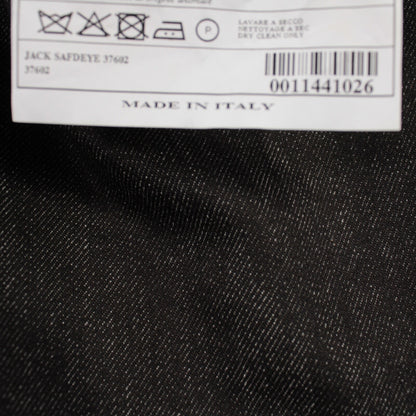 LAVARE A SECCO
NETTOYAGE A SEC
DRY CLEAN ONLY
P
JACK SAFDEYE 37602
37602
0011441026
MADE IN ITALY